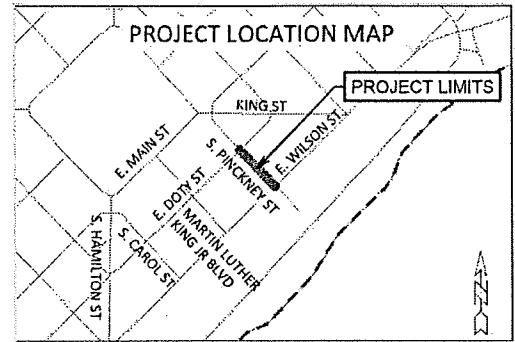 PROJECT LOCATION MAP
PROJECT LIMITS
KING ST
E. WILSON ST.
E. MAIN ST
S. PINCKNEY ST
E. DOTY ST
MARTIN LUTHER
KING JR BLVD
S. CAROL ST
S. HAMILTON ST
N